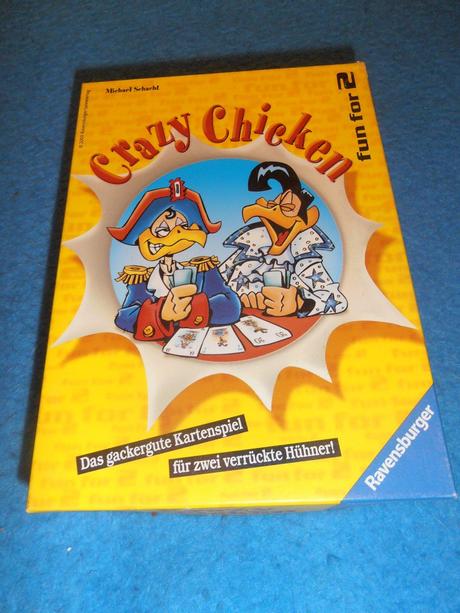 Michael Schacht
Crazy Chicken
fun for 2
Das gackergute Kartenspiel
für zwei verrückte Hühner!
Ravensburger